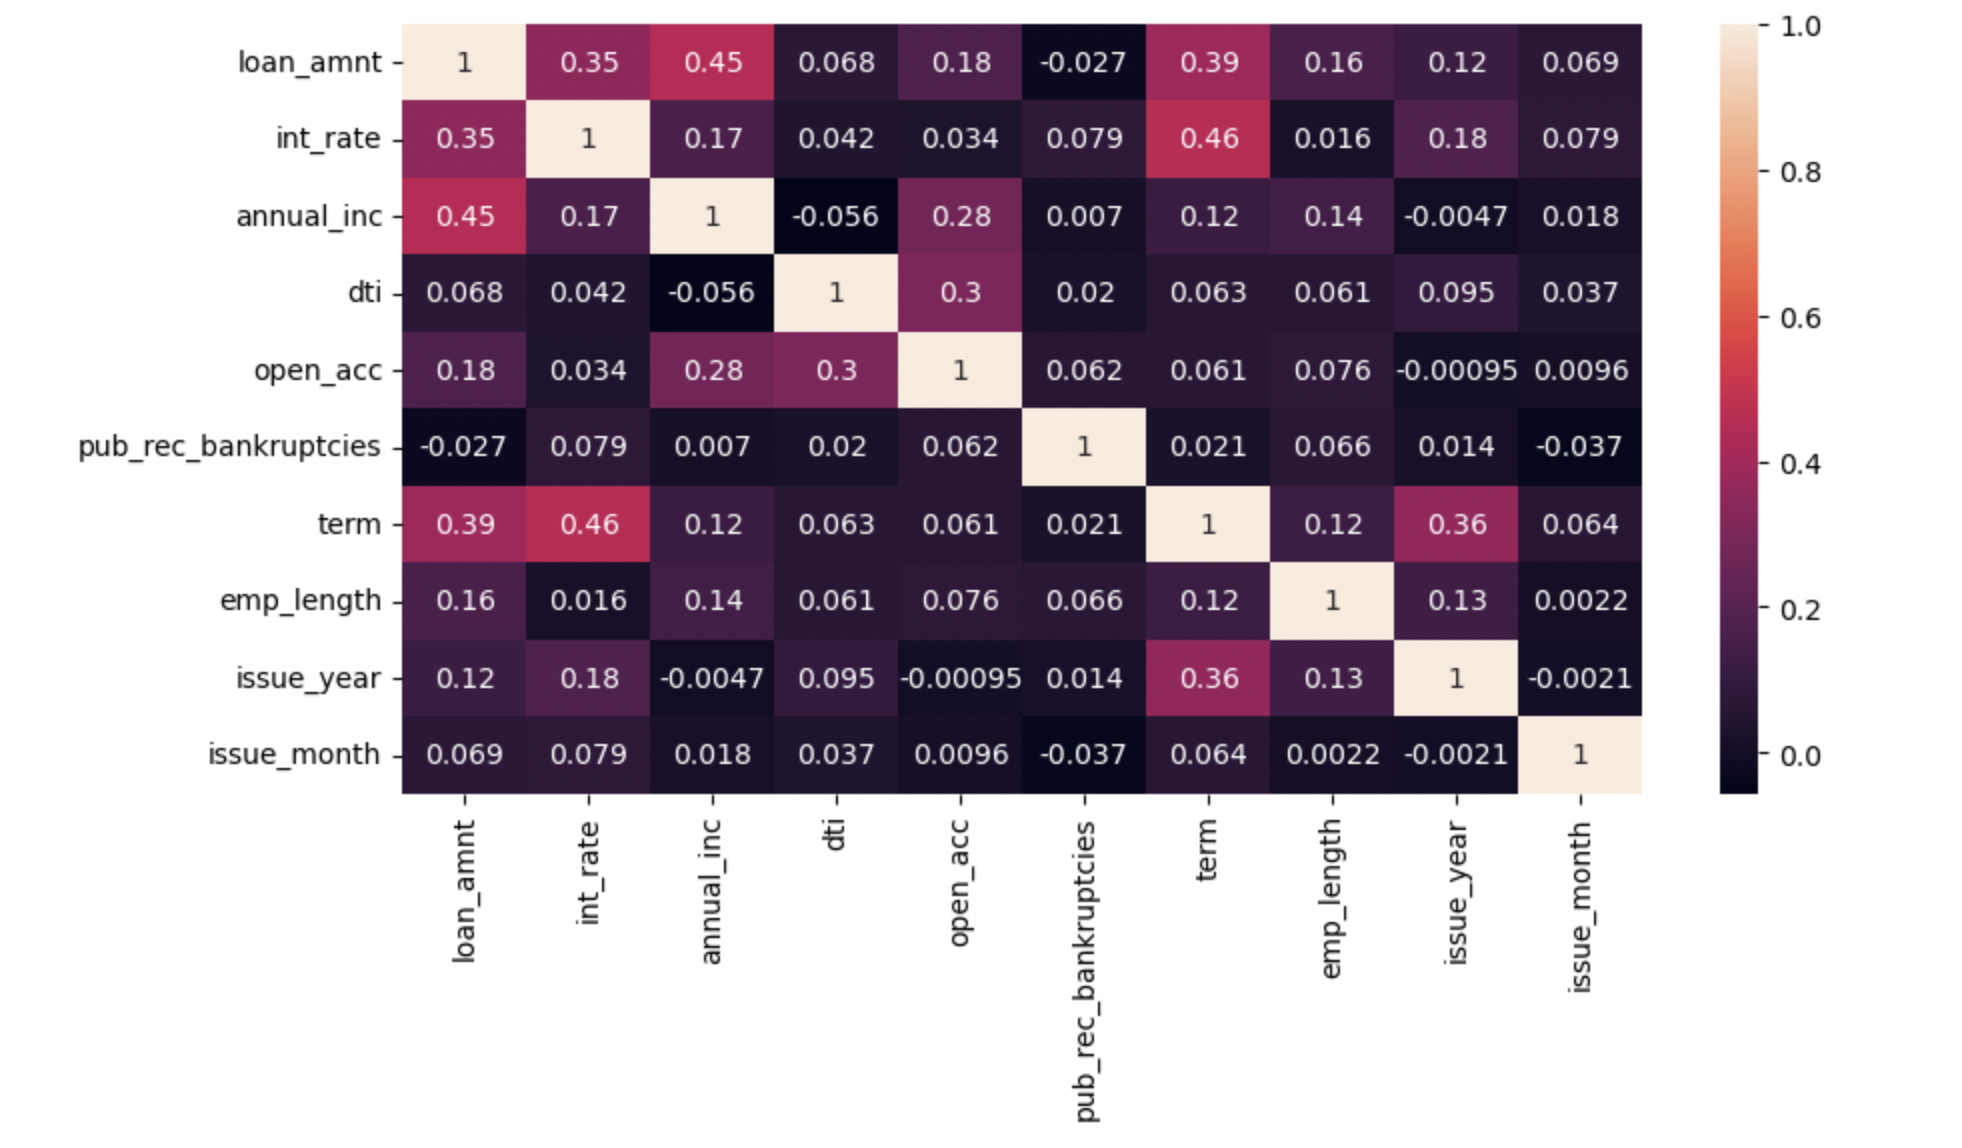 loan_amnt 1 0.35 0.45 0.068 0.18 -0.027 0.39 0.16 0.12 0.069
int_rate 0.35 1 0.17 0.042 0.034 0.079 0.46 0.016 0.18 0.079
annual_inc 0.45 0.17 1 -0.056 0.28 0.007 0.12 0.14 -0.0047 0.018
dti 0.068 0.042 -0.056 1 0.3 0.02 0.063 0.061 0.095 0.037
open_acc 0.18 0.034 0.28 0.3 1 0.062 0.061 0.076 -0.00095 0.0096
pub_rec_bankruptcies -0.027 0.079 0.007 0.02 0.062 1 0.021 0.066 0.014 -0.037
term 0.39 0.46 0.12 0.063 0.061 0.021 1 0.12 0.36 0.064
emp_length 0.16 0.016 0.14 0.061 0.076 0.066 0.12 1 0.13 0.0022
issue_year 0.12 0.18 -0.0047 0.095 -0.00095 0.014 0.36 0.13 1 -0.0021
issue_month 0.069 0.079 0.018 0.037 0.0096 -0.037 0.064 0.0022 -0.0021 1
loan_amnt
int_rate
annual_inc
dti
open_acc
pub_rec_bankruptcies
term
emp_length
issue_year
issue_month
1.0
0.8
0.6
0.4
0.2
0.0